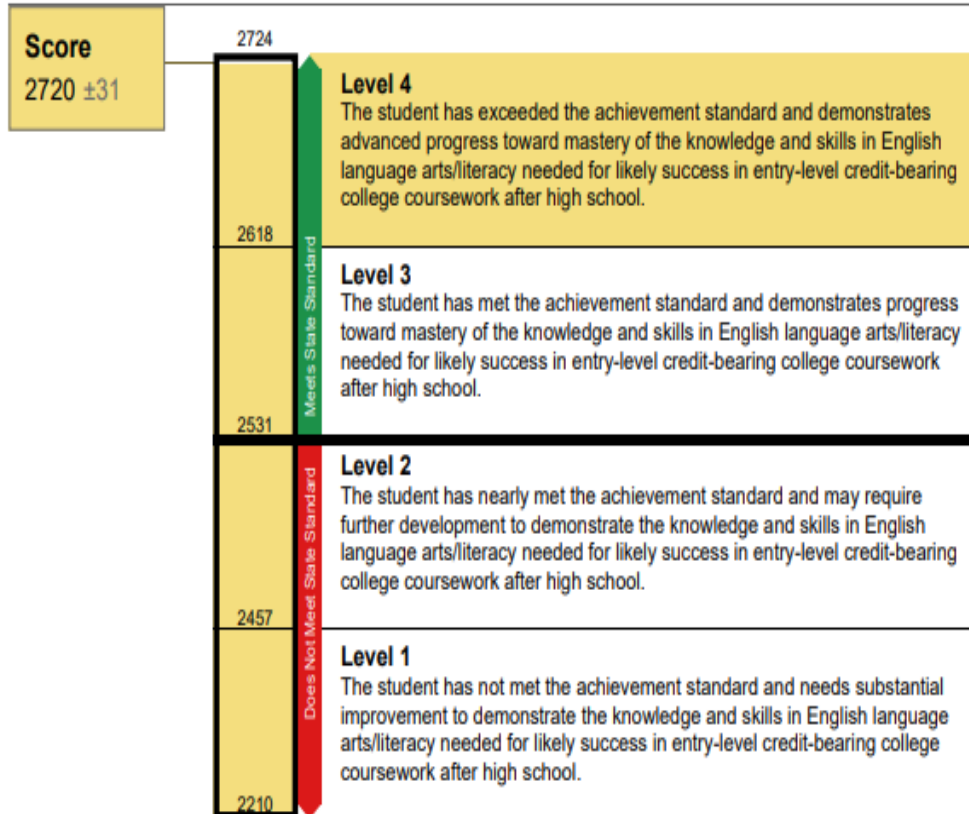 Score
2720 ±31
2724
Level 4
The student has exceeded the achievement standard and demonstrates
advanced progress toward mastery of the knowledge and skills in English
language arts/literacy needed for likely success in entry-level credit-bearing
college coursework after high school.
2618
Meets State Standard
Level 3
The student has met the achievement standard and demonstrates progress
toward mastery of the knowledge and skills in English language arts/literacy
needed for likely success in entry-level credit-bearing college coursework
after high school.
2531
Level 2
The student has nearly met the achievement standard and may require
further development to demonstrate the knowledge and skills in English
language arts/literacy needed for likely success in entry-level credit-bearing
college coursework after high school.
2457
Does Not Meet State Standard
Level 1
The student has not met the achievement standard and needs substantial
improvement to demonstrate the knowledge and skills in English language
arts/literacy needed for likely success in entry-level credit-bearing college
coursework after high school.
2210